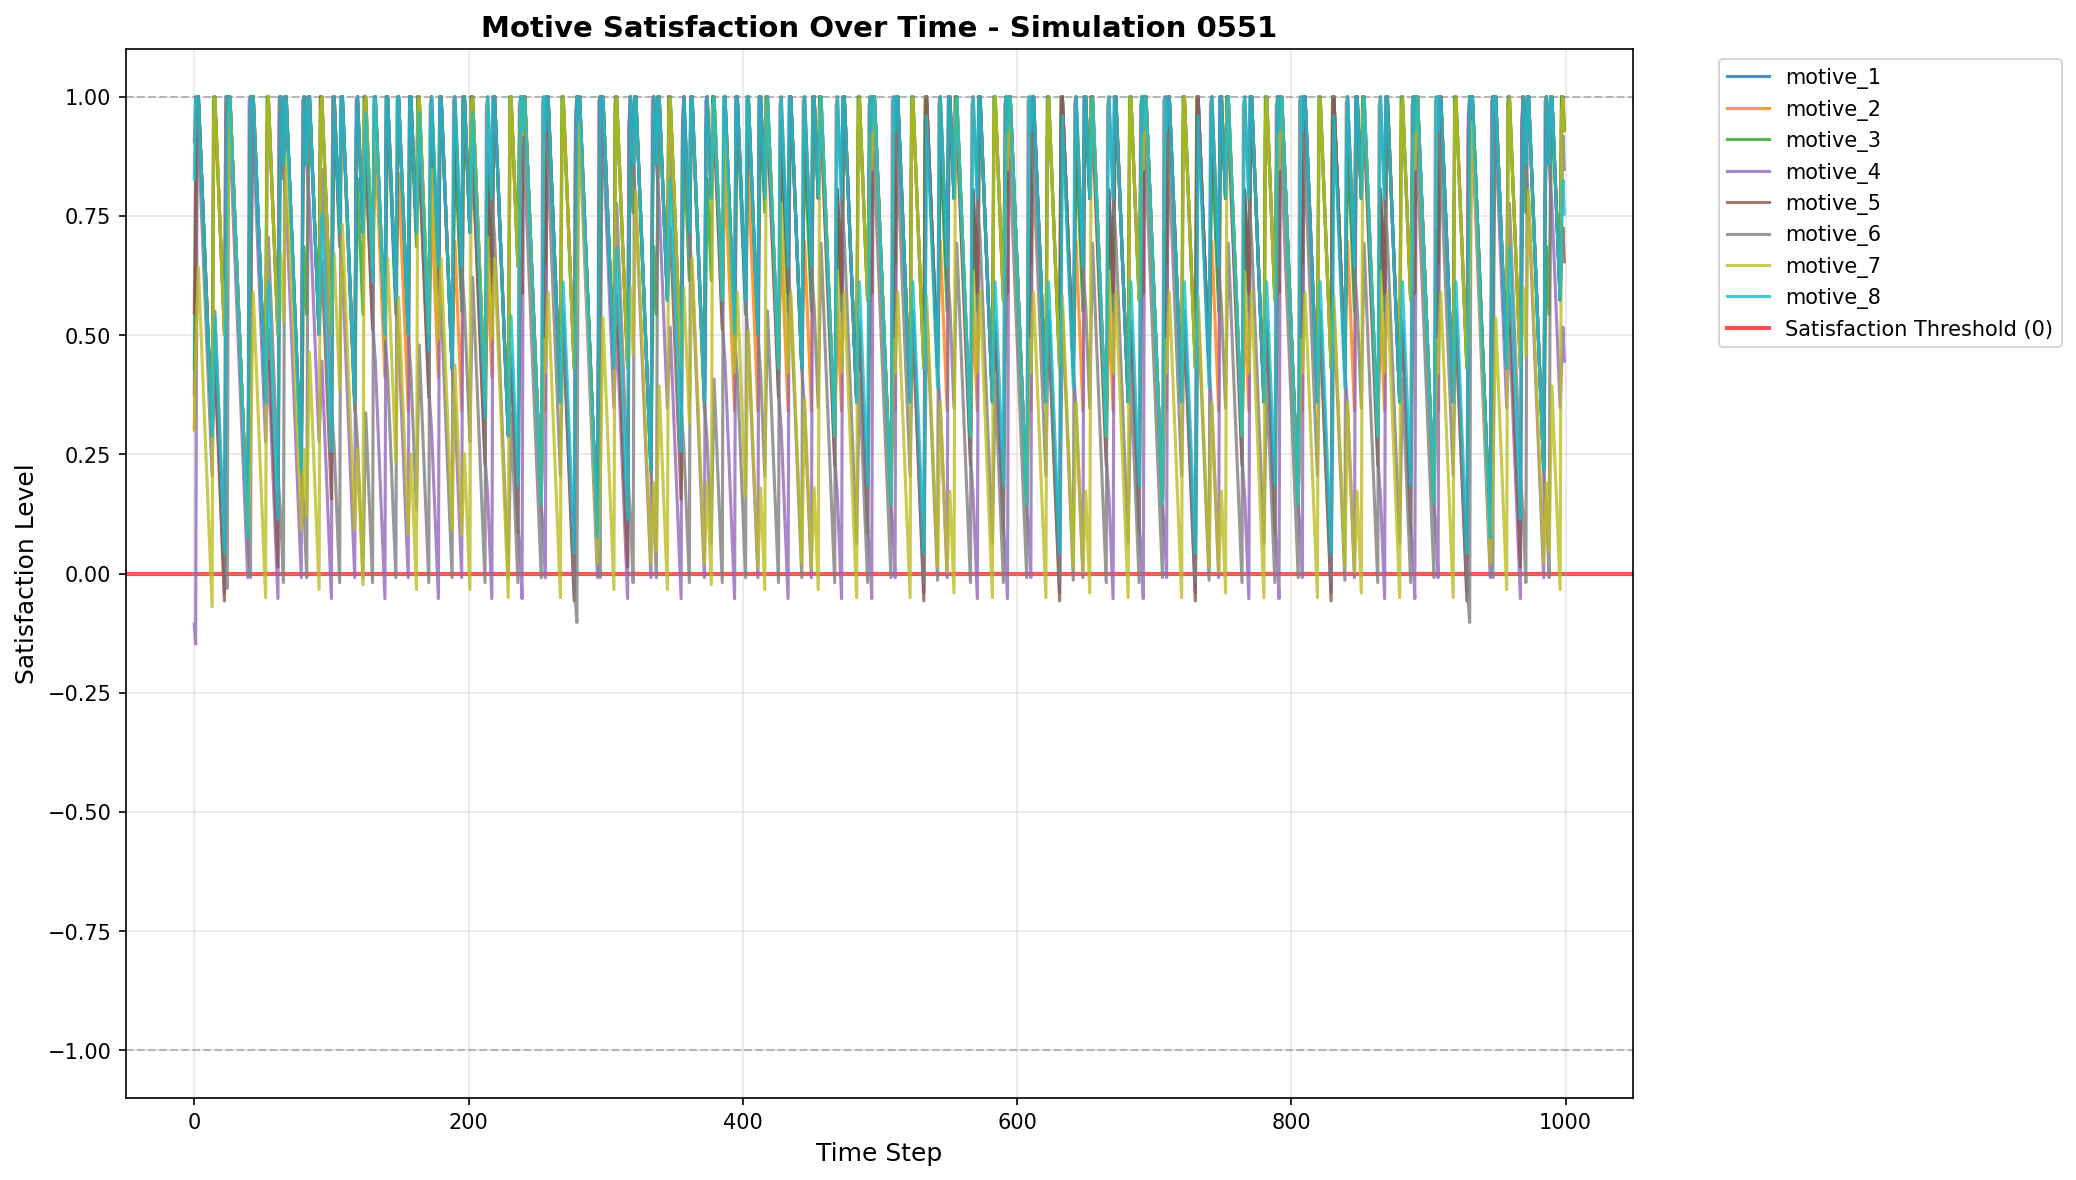 Motive Satisfaction Over Time - Simulation 0551
Satisfaction Level
1.00
0.75
0.50
0.25
0.00
−0.25
−0.50
−0.75
−1.00
0
200
400
600
800
1000
Time Step
motive_1
motive_2
motive_3
motive_4
motive_5
motive_6
motive_7
motive_8
Satisfaction Threshold (0)